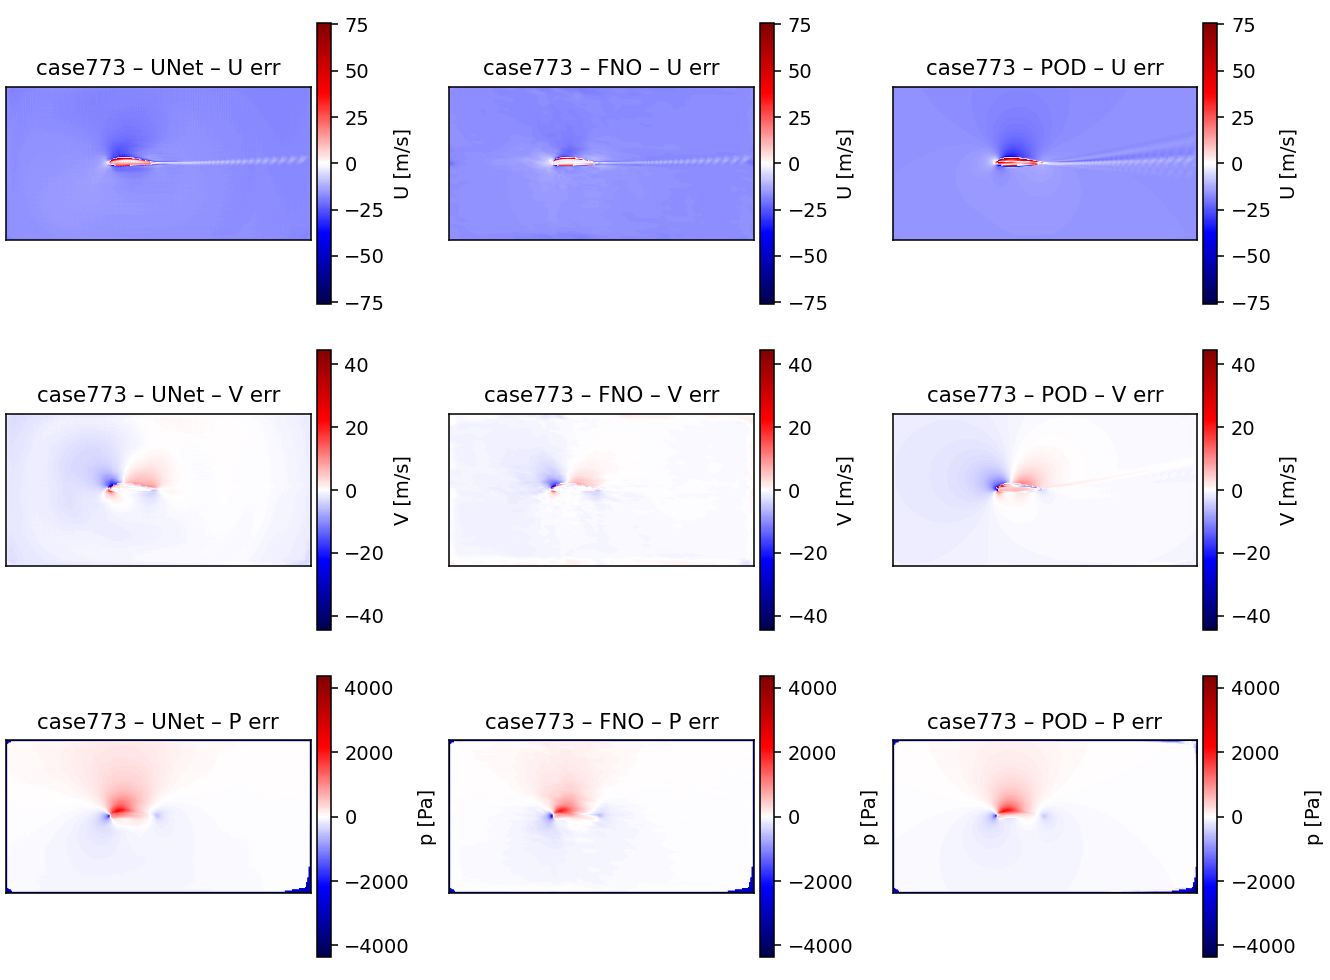 case773 – UNet – U err
75
50
25
0
−25
−50
−75
U [m/s]
case773 – FNO – U err
75
50
25
0
−25
−50
−75
U [m/s]
case773 – POD – U err
75
50
25
0
−25
−50
−75
U [m/s]
case773 – UNet – V err
40
20
0
−20
−40
V [m/s]
case773 – FNO – V err
40
20
0
−20
−40
V [m/s]
case773 – POD – V err
40
20
0
−20
−40
V [m/s]
case773 – UNet – P err
4000
2000
0
−2000
−4000
p [Pa]
case773 – FNO – P err
4000
2000
0
−2000
−4000
p [Pa]
case773 – POD – P err
4000
2000
0
−2000
−4000
p [Pa]